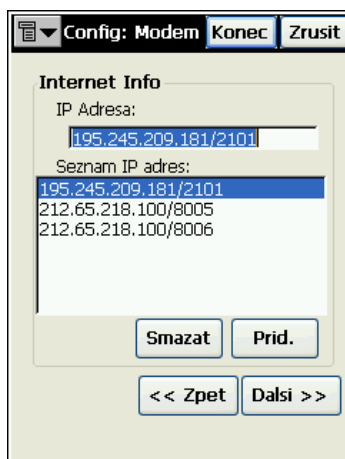 Config: Modem Konec Zrusit
Internet Info
IP Adresa:
195.245.209.181/2101
Seznam IP adres:
195.245.209.181/2101
212.65.218.100/8005
212.65.218.100/8006
Smazat Prid.
<< Zpet Dalsi >>